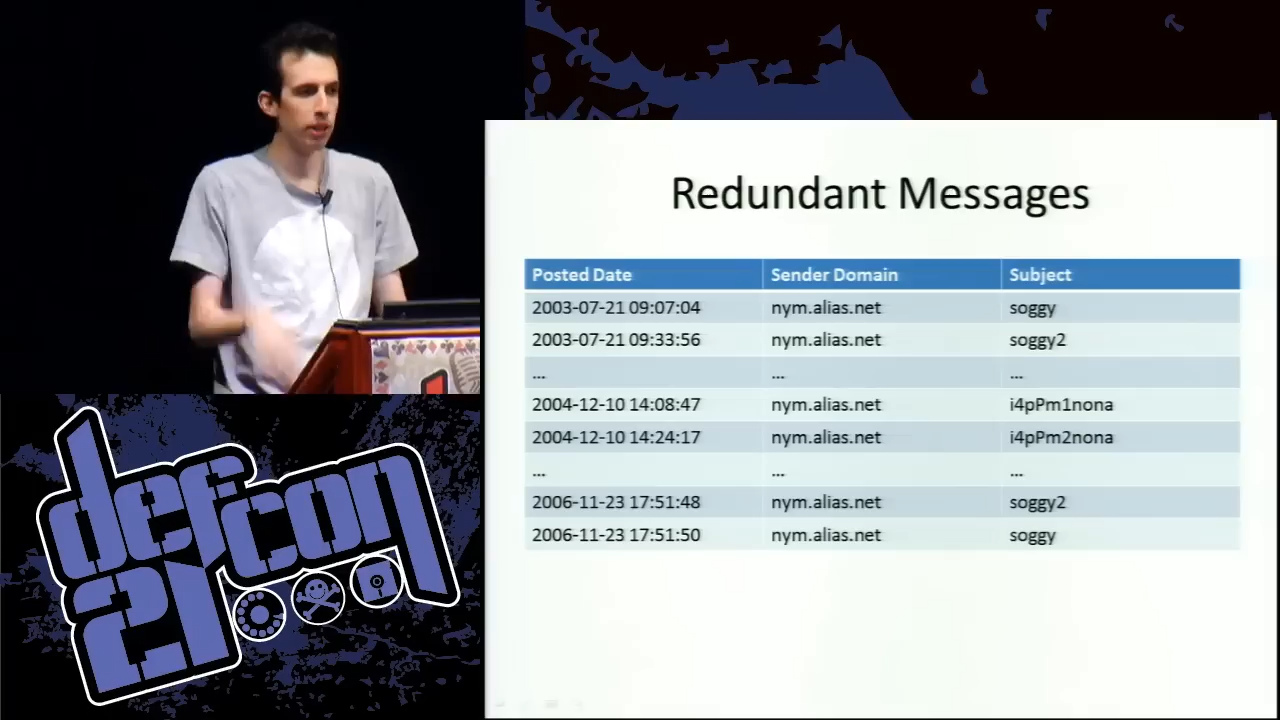 Redundant Messages
Posted Date Sender Domain Subject
2003-07-21 09:07:04 nym.alias.net soggy
2003-07-21 09:33:56 nym.alias.net soggy2
... ... ...
2004-12-10 14:08:47 nym.alias.net i4pPm1nona
2004-12-10 14:24:17 nym.alias.net i4pPm2nona
... ... ...
2006-11-23 17:51:48 nym.alias.net soggy2
2006-11-23 17:51:50 nym.alias.net soggy
defcon
21